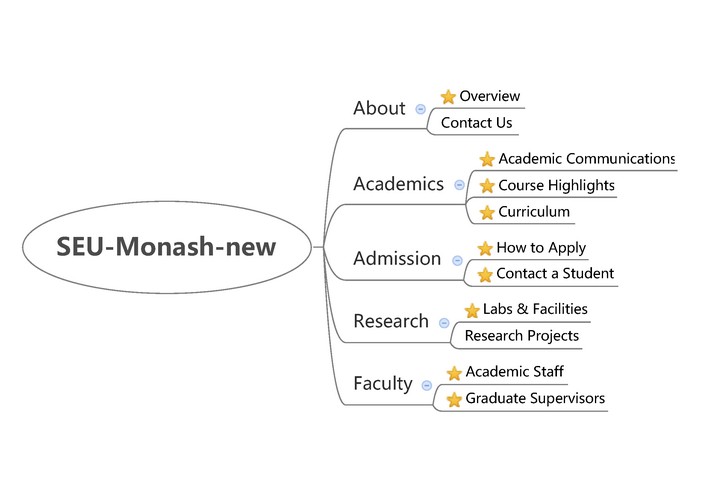 SEU-Monash-new
About
Overview
Contact Us
Academics
Academic Communications
Course Highlights
Curriculum
Admission
How to Apply
Contact a Student
Research
Labs & Facilities
Research Projects
Faculty
Academic Staff
Graduate Supervisors